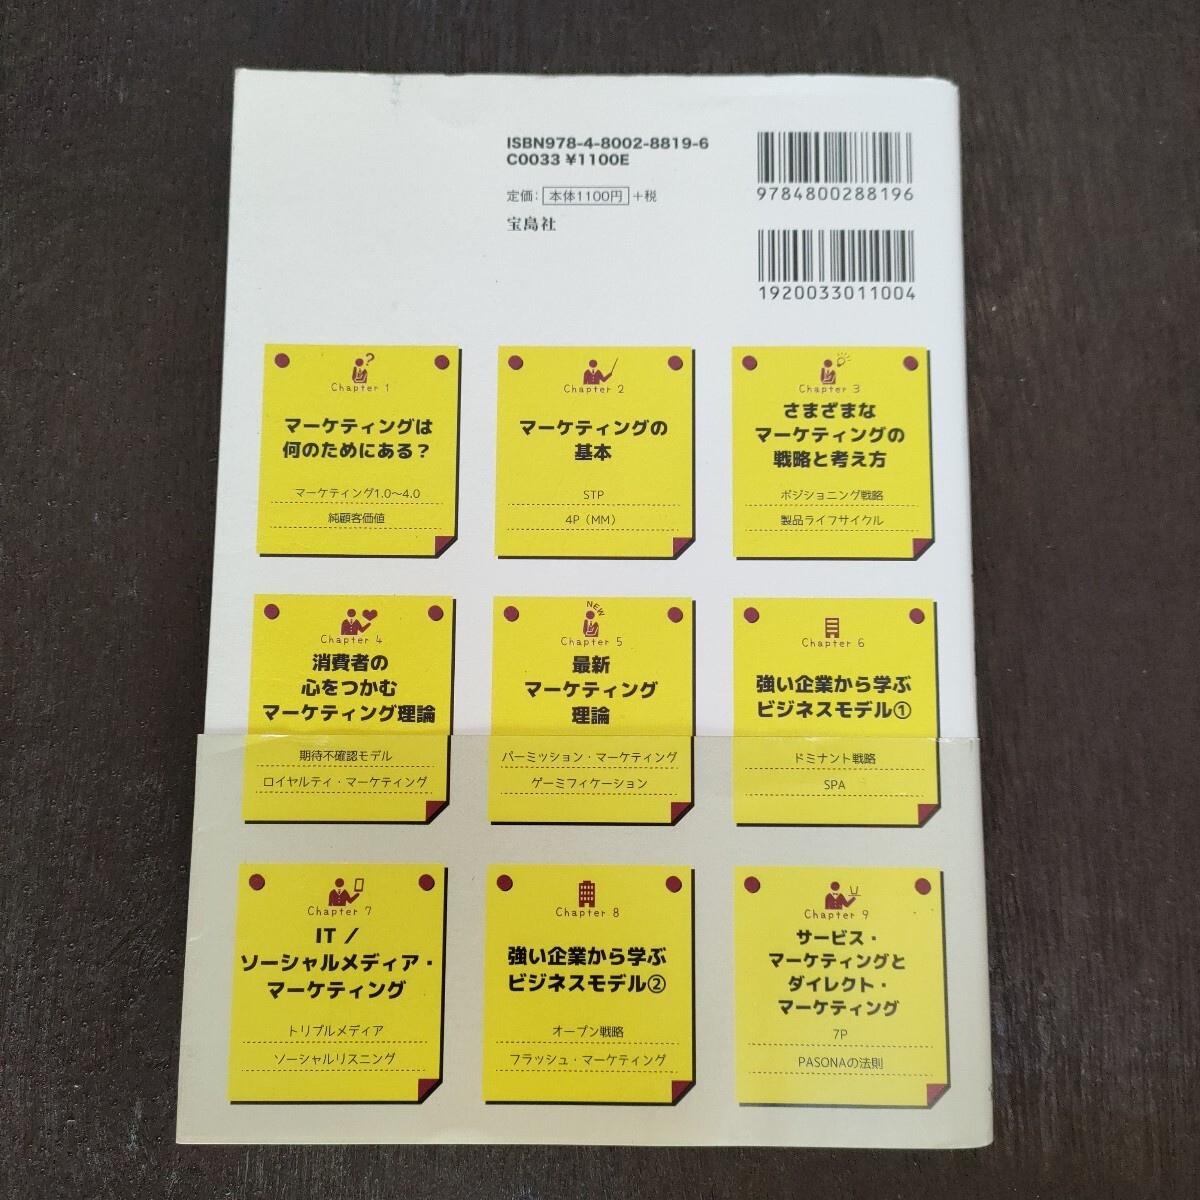 ISBN978-4-8002-8819-6
C0033 ¥1100E
定価： 本体1100円 ＋税
宝島社
9784800288196
1920033011004
Chapter 1
マーケティングは
何のためにある？
マーケティング1.0〜4.0
純顧客価値
Chapter 2
マーケティングの
基本
STP
4P（MM）
Chapter 3
さまざまな
マーケティングの
戦略と考え方
ポジショニング戦略
製品ライフサイクル
Chapter 4
消費者の
心をつかむ
マーケティング理論
期待不確認モデル
ロイヤルティ・マーケティング
NEW
Chapter 5
最新
マーケティング
理論
パーミッション・マーケティング
ゲーミフィケーション
Chapter 6
強い企業から学ぶ
ビジネスモデル①
ドミナント戦略
SPA
Chapter 7
IT /
ソーシャルメディア・
マーケティング
トリプルメディア
ソーシャルリスニング
Chapter 8
強い企業から学ぶ
ビジネスモデル②
オープン戦略
フラッシュ・マーケティング
Chapter 9
サービス・
マーケティングと
ダイレクト・
マーケティング
7P
PASONAの法則